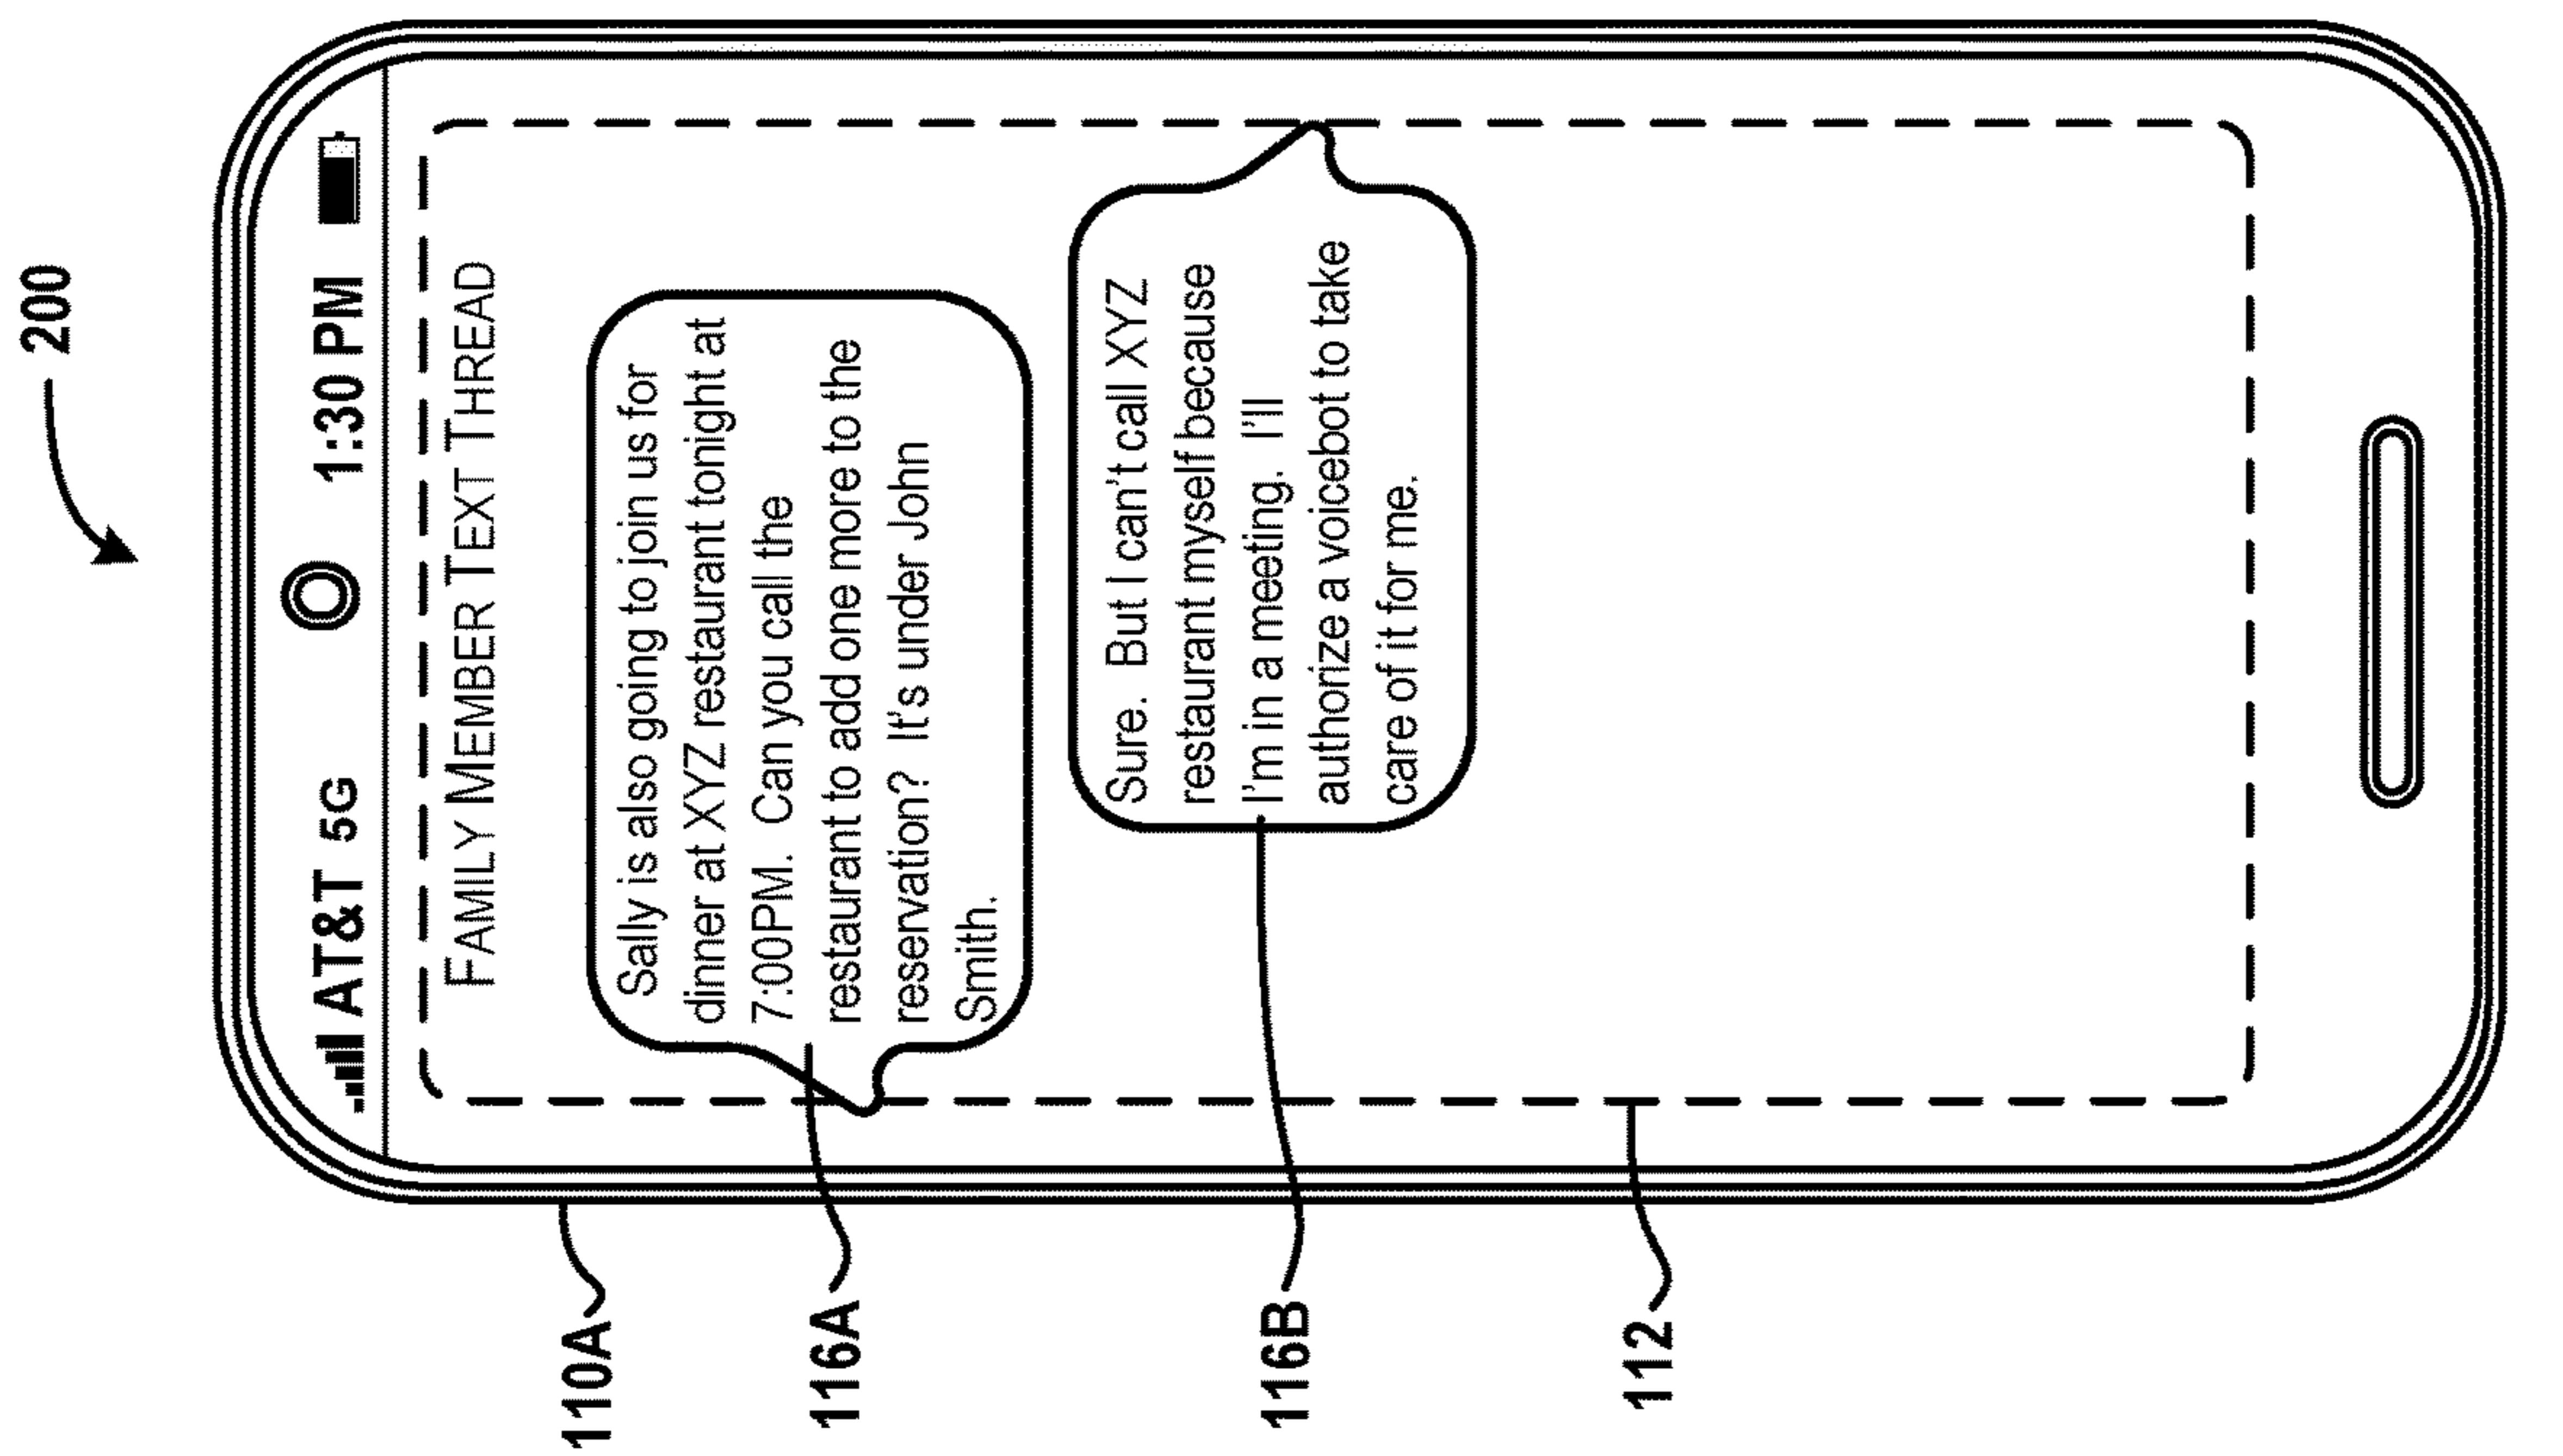 200
AT&T 5G 1:30 PM
FAMILY MEMBER TEXT THREAD
110A
Sally is also going to join us for
dinner at XYZ restaurant tonight at
7:00PM. Can you call the
restaurant to add one more to the
reservation? It's under John
Smith.
116A
Sure. But I can't call XYZ
restaurant myself because
I'm in a meeting. I'll
authorize a voicebot to take
care of it for me.
116B
112